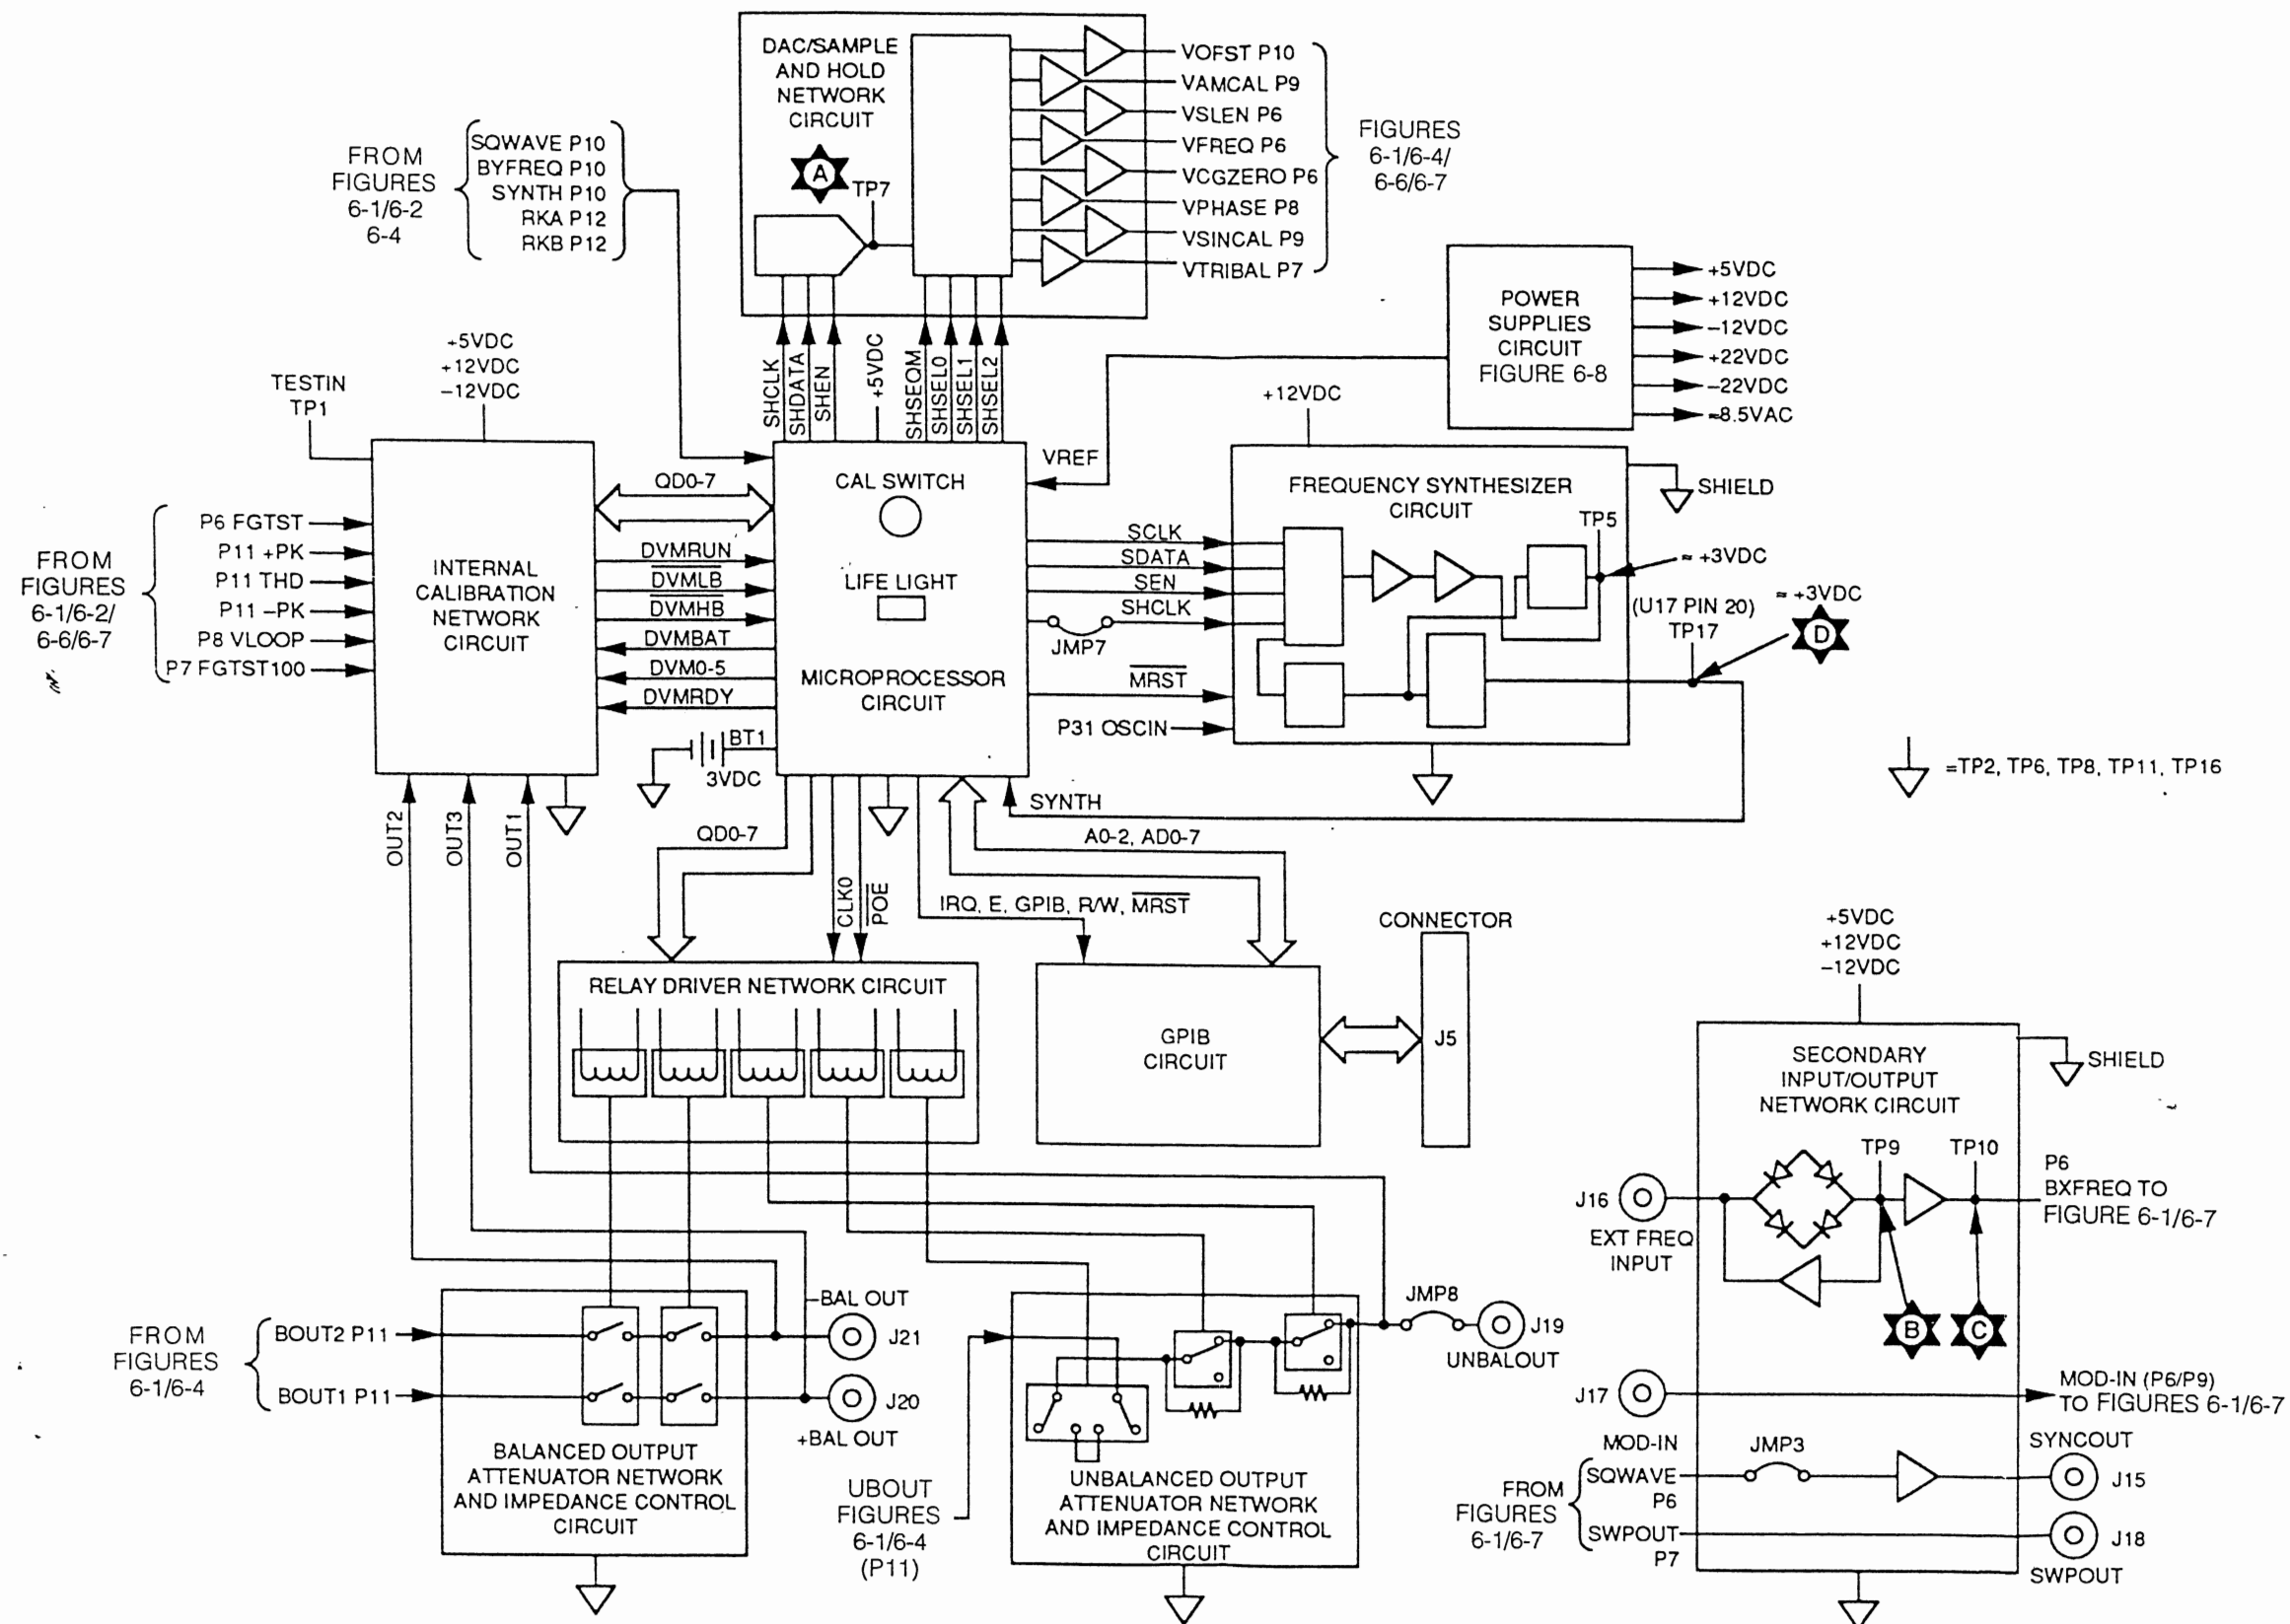 DAC/SAMPLE
AND HOLD
NETWORK
CIRCUIT
A
TP7
VOFST P10
VAMCAL P9
VSLEN P6
VFREQ P6
VCGZERO P6
VPHASE P8
VSINCAL P9
VTRIBAL P7
FIGURES
6-1/6-4/
6-6/6-7
FROM
FIGURES
6-1/6-2
6-4
SQWAVE P10
BYFREQ P10
SYNTH P10
RKA P12
RKB P12
POWER
SUPPLIES
CIRCUIT
FIGURE 6-8
+5VDC
+12VDC
−12VDC
+22VDC
−22VDC
≈8.5VAC
SHCLK
SHDATA
SHEN
+5VDC
SHSEQM
SHSEL0
SHSEL1
SHSEL2
+5VDC
+12VDC
−12VDC
TESTIN
TP1
FROM
FIGURES
6-1/6-2/
6-6/6-7
P6 FGTST
P11 +PK
P11 THD
P11 −PK
P8 VLOOP
P7 FGTST100
INTERNAL
CALIBRATION
NETWORK
CIRCUIT
QD0-7
DVMRUN
DVMLB
DVMHB
DVMBAT
DVM0-5
DVMRDY
BT1
3VDC
CAL SWITCH
LIFE LIGHT
MICROPROCESSOR
CIRCUIT
VREF
SCLK
SDATA
SEN
SHCLK
JMP7
MRST
P31 OSCIN
+12VDC
FREQUENCY SYNTHESIZER
CIRCUIT
SHIELD
TP5
≈ +3VDC
(U17 PIN 20)
TP17
≈ +3VDC
D
=TP2, TP6, TP8, TP11, TP16
SYNTH
OUT2
OUT3
OUT1
QD0-7
CLK0
POE
A0-2, AD0-7
IRQ, E, GPIB, R/W, MRST
RELAY DRIVER NETWORK CIRCUIT
GPIB
CIRCUIT
CONNECTOR
J5
+5VDC
+12VDC
−12VDC
SECONDARY
INPUT/OUTPUT
NETWORK CIRCUIT
SHIELD
TP9
TP10
J16
EXT FREQ
INPUT
P6
BXFREQ TO
FIGURE 6-1/6-7
B
C
J17
MOD-IN
MOD-IN (P6/P9)
TO FIGURES 6-1/6-7
FROM
FIGURES
6-1/6-7
SQWAVE
P6
SWPOUT
P7
JMP3
SYNCOUT
J15
J18
SWPOUT
FROM
FIGURES
6-1/6-4
BOUT2 P11
BOUT1 P11
−BAL OUT
J21
J20
+BAL OUT
BALANCED OUTPUT
ATTENUATOR NETWORK
AND IMPEDANCE CONTROL
CIRCUIT
UBOUT
FIGURES
6-1/6-4
(P11)
JMP8
J19
UNBALOUT
UNBALANCED OUTPUT
ATTENUATOR NETWORK
AND IMPEDANCE CONTROL
CIRCUIT